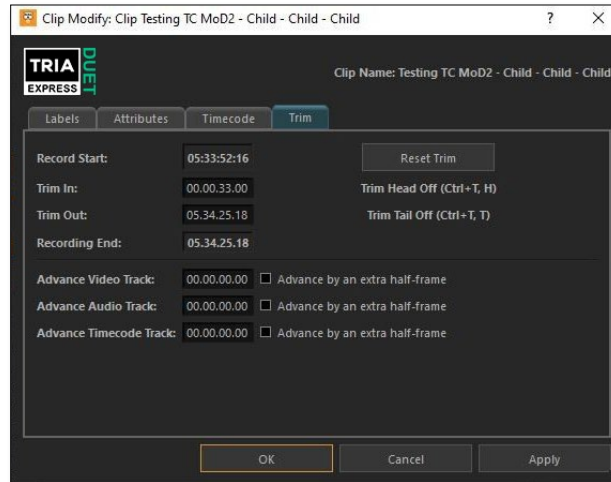 Clip Modify: Clip Testing TC MoD2 - Child - Child - Child ? ×
TRIA DUET
EXPRESS
Clip Name: Testing TC MoD2 - Child - Child - Child
Labels Attributes Timecode Trim
Record Start: 05:33:52:16 Reset Trim
Trim In: 00.00.33.00 Trim Head Off (Ctrl+T, H)
Trim Out: 05.34.25.18 Trim Tail Off (Ctrl+T, T)
Recording End: 05.34.25.18
Advance Video Track: 00.00.00.00 Advance by an extra half-frame
Advance Audio Track: 00.00.00.00 Advance by an extra half-frame
Advance Timecode Track: 00.00.00.00 Advance by an extra half-frame
OK Cancel Apply